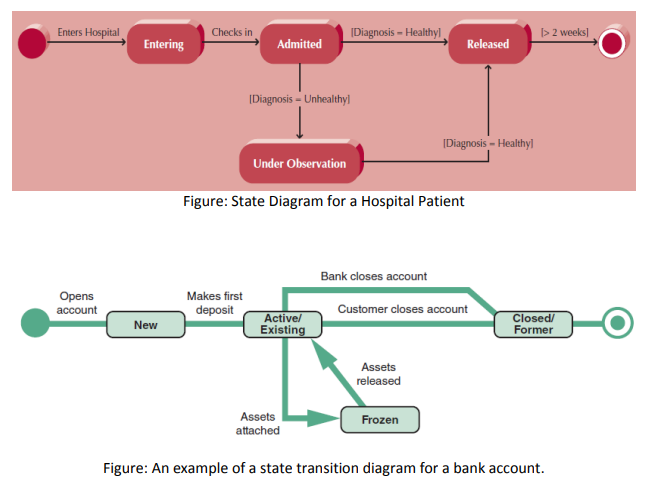 Enters Hospital
Entering
Checks in
Admitted
[Diagnosis = Healthy]
Released
[> 2 weeks]
[Diagnosis = Unhealthy]
[Diagnosis = Healthy]
Under Observation
Figure: State Diagram for a Hospital Patient
Bank closes account
Opens
account
New
Makes first
deposit
Active/
Existing
Customer closes account
Closed/
Former
Assets
released
Assets
attached
Frozen
Figure: An example of a state transition diagram for a bank account.